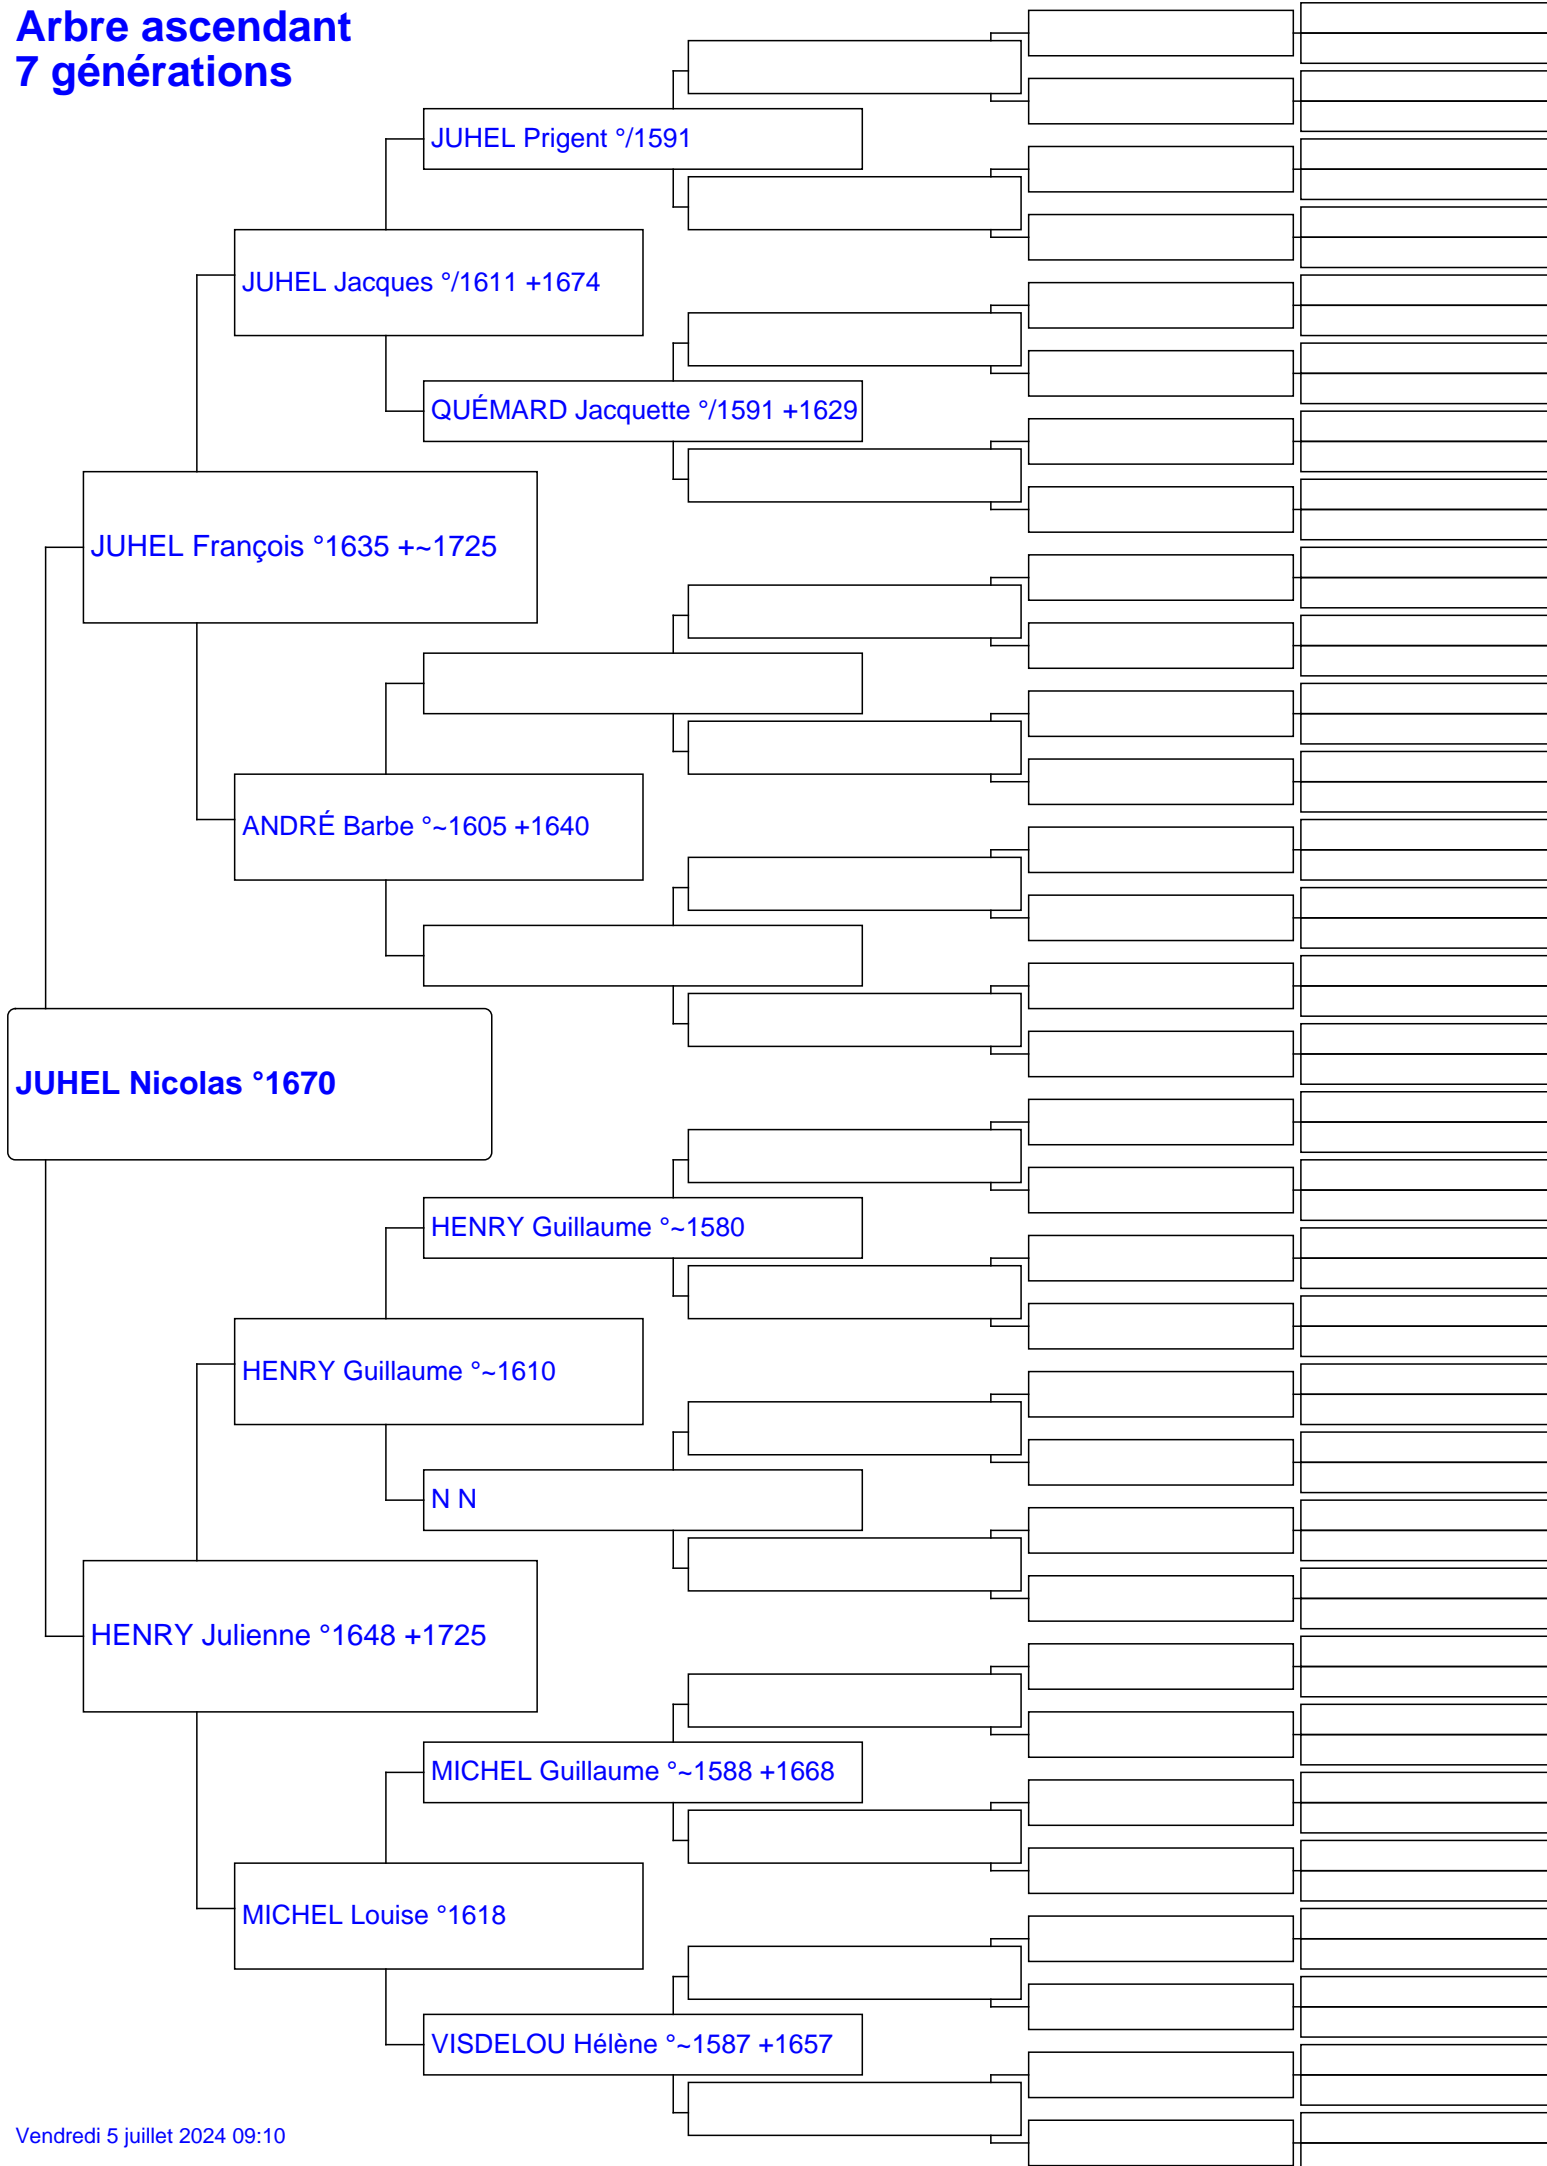 Arbre ascendant
7 générations
JUHEL Prigent °/1591
JUHEL Jacques °/1611 +1674
QUÉMARD Jacquette °/1591 +1629
JUHEL François °1635 +~1725
ANDRÉ Barbe °~1605 +1640
JUHEL Nicolas °1670
HENRY Guillaume °~1580
HENRY Guillaume °~1610
N N
HENRY Julienne °1648 +1725
MICHEL Guillaume °~1588 +1668
MICHEL Louise °1618
VISDELOU Hélène °~1587 +1657
Vendredi 5 juillet 2024 09:10